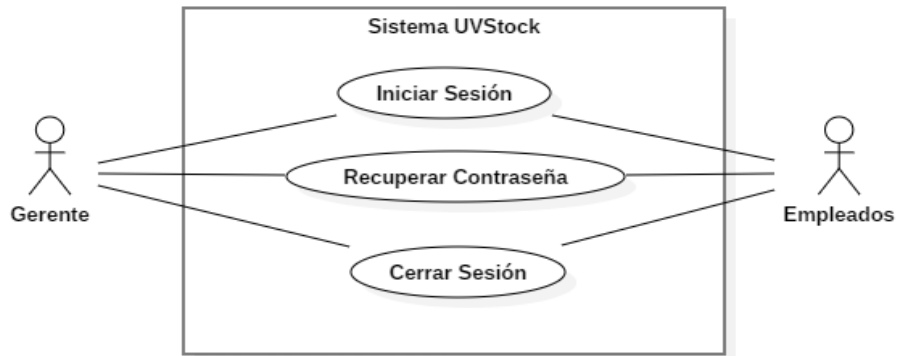 Sistema UVStock
Iniciar Sesión
Recuperar Contraseña
Gerente
Empleados
Cerrar Sesión